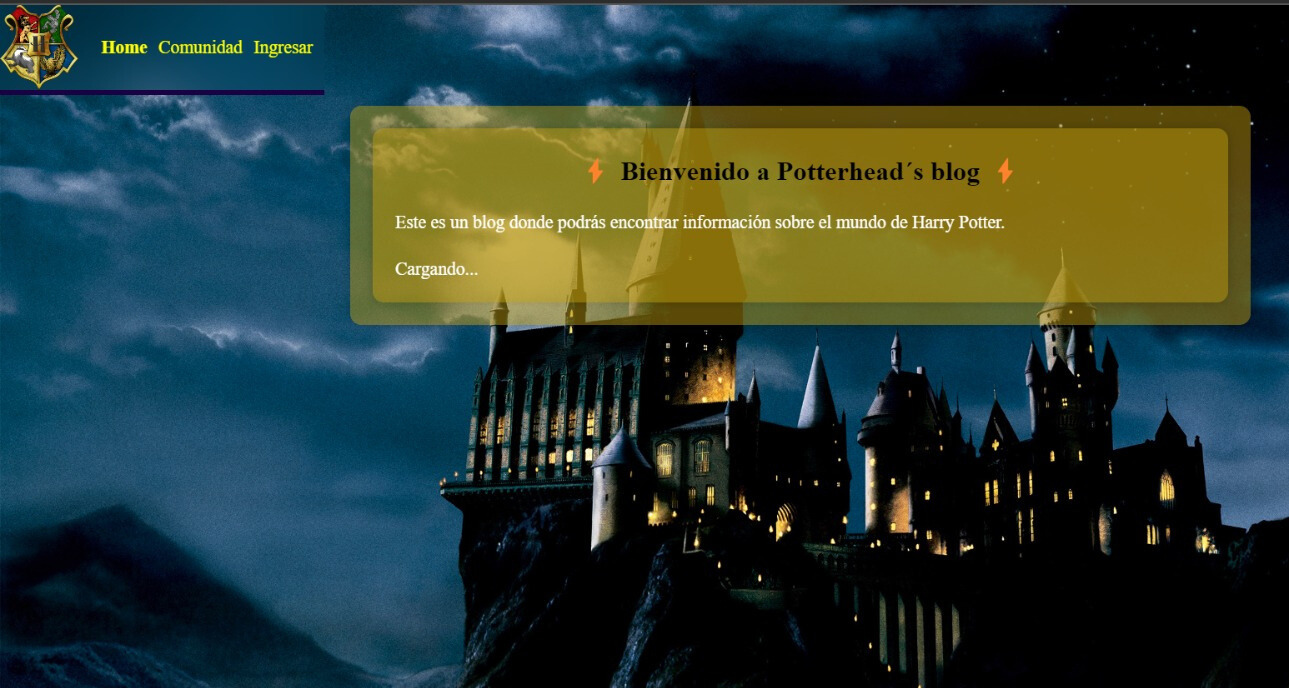 Home Comunidad Ingresar
Bienvenido a Potterhead´s blog
Este es un blog donde podrás encontrar información sobre el mundo de Harry Potter.
Cargando...